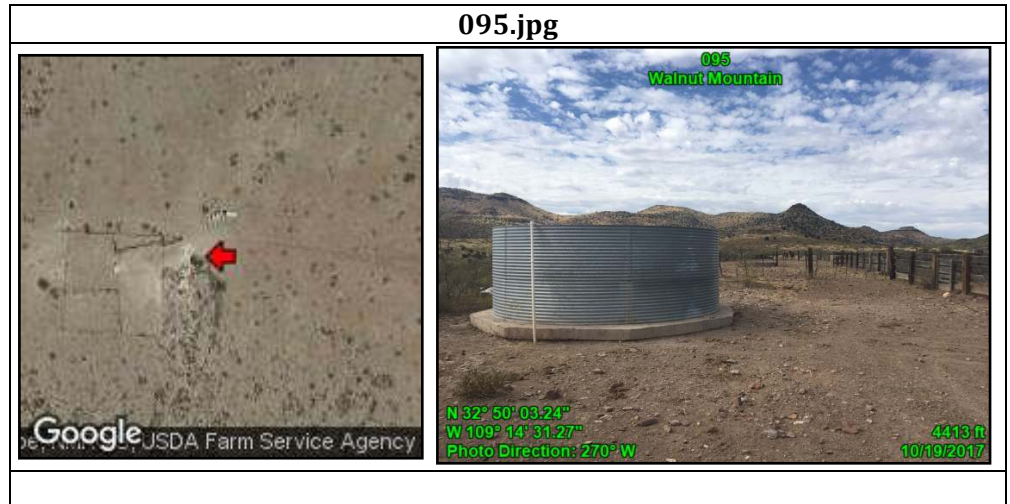 095.jpg
095
Walnut Mountain
N 32° 50' 03.24"
W 109° 14' 31.27"
Photo Direction: 270° W
4413 ft
10/19/2017
Google
USDA Farm Service Agency